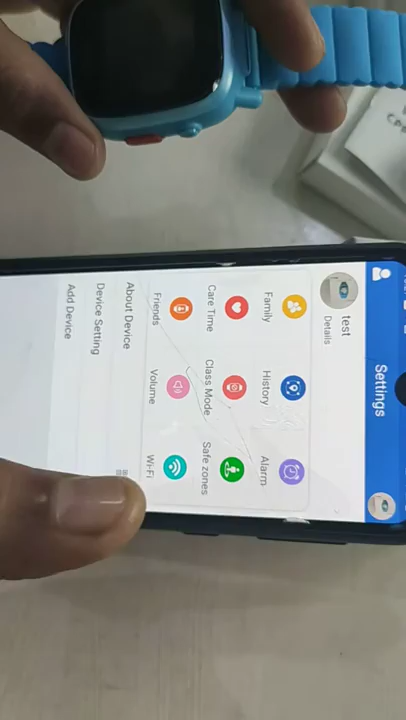 Settings
test
Details
Family
History
Alarm
Care Time
Class Mode
Safe zones
Friends
Volume
Wi-Fi
About Device
Device Setting
Add Device